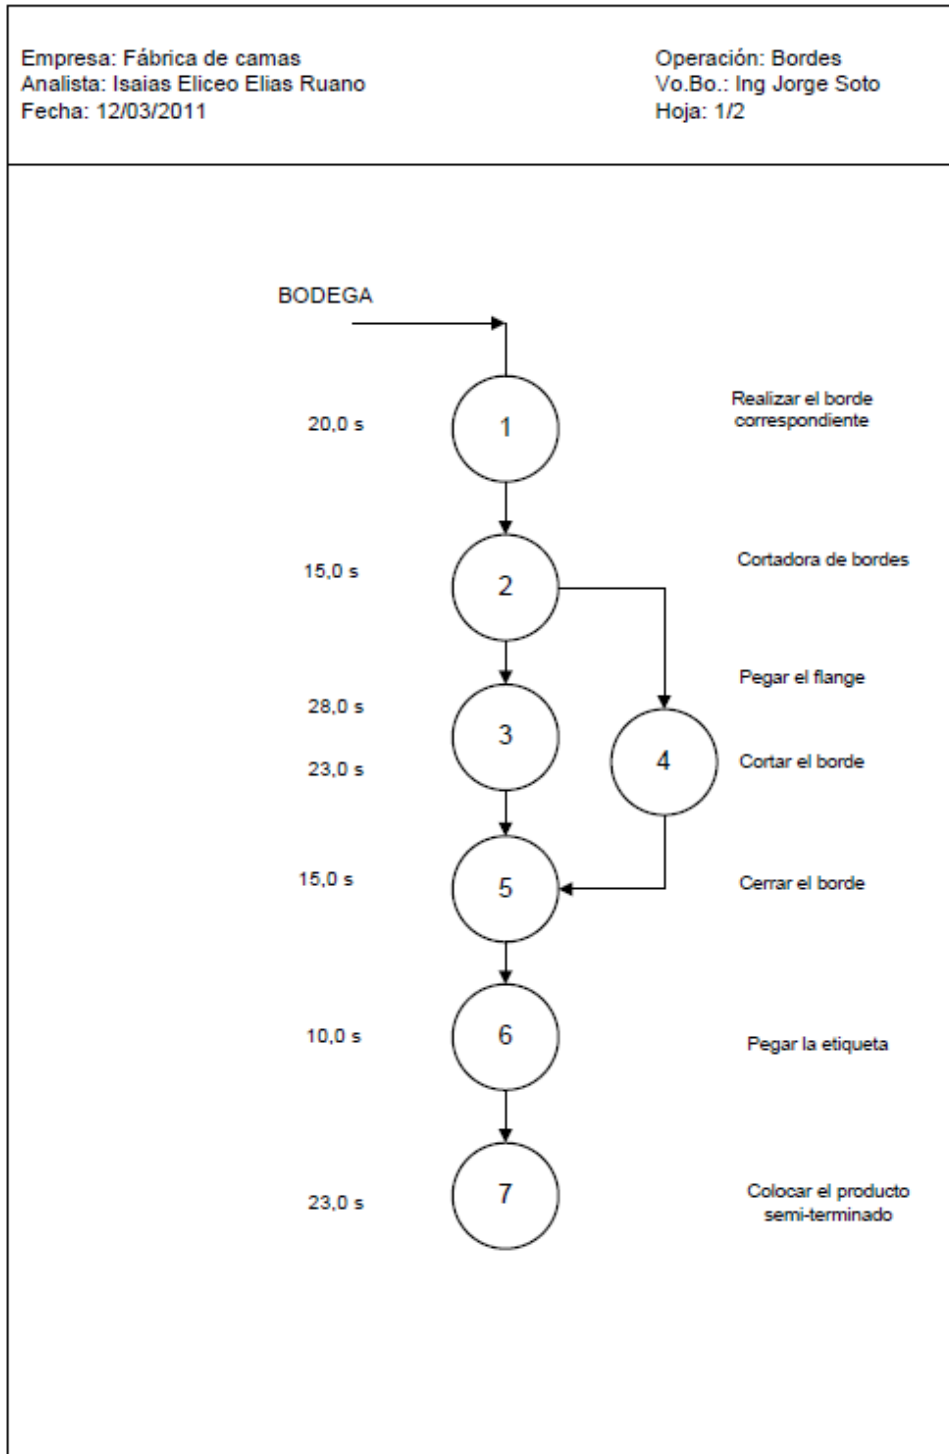 Empresa: Fábrica de camas
Analista: Isaias Eliceo Elias Ruano
Fecha: 12/03/2011
Operación: Bordes
Vo.Bo.: Ing Jorge Soto
Hoja: 1/2
BODEGA
20,0 s
1
Realizar el borde
correspondiente
15,0 s
2
Cortadora de bordes
28,0 s
3
Pegar el flange
23,0 s
4
Cortar el borde
15,0 s
5
Cerrar el borde
10,0 s
6
Pegar la etiqueta
23,0 s
7
Colocar el producto
semi-terminado